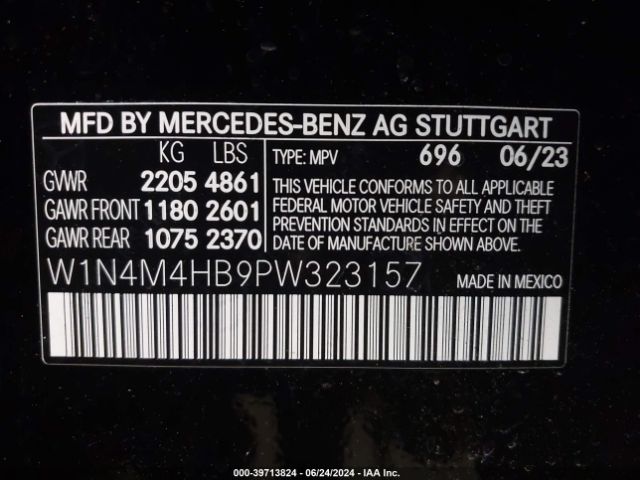 MFD BY MERCEDES-BENZ AG STUTTGART
KG LBS TYPE: MPV 696 06/23
GVWR 2205 4861
GAWR FRONT 1180 2601
GAWR REAR 1075 2370
THIS VEHICLE CONFORMS TO ALL APPLICABLE
FEDERAL MOTOR VEHICLE SAFETY AND THEFT
PREVENTION STANDARDS IN EFFECT ON THE
DATE OF MANUFACTURE SHOWN ABOVE.
W1N4M4HB9PW323157 MADE IN MEXICO
000-39713824 - 06/24/2024 - IAA Inc.